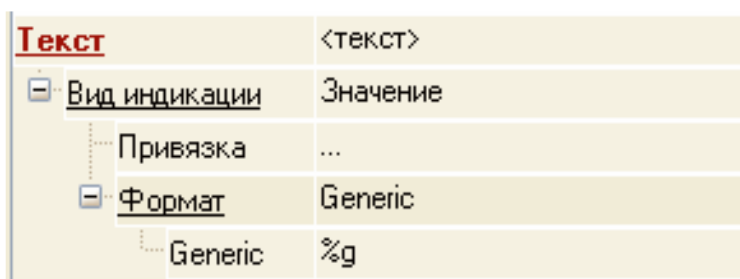 Текст <текст>
Вид индикации Значение
Привязка ...
Формат Generic
Generic %g